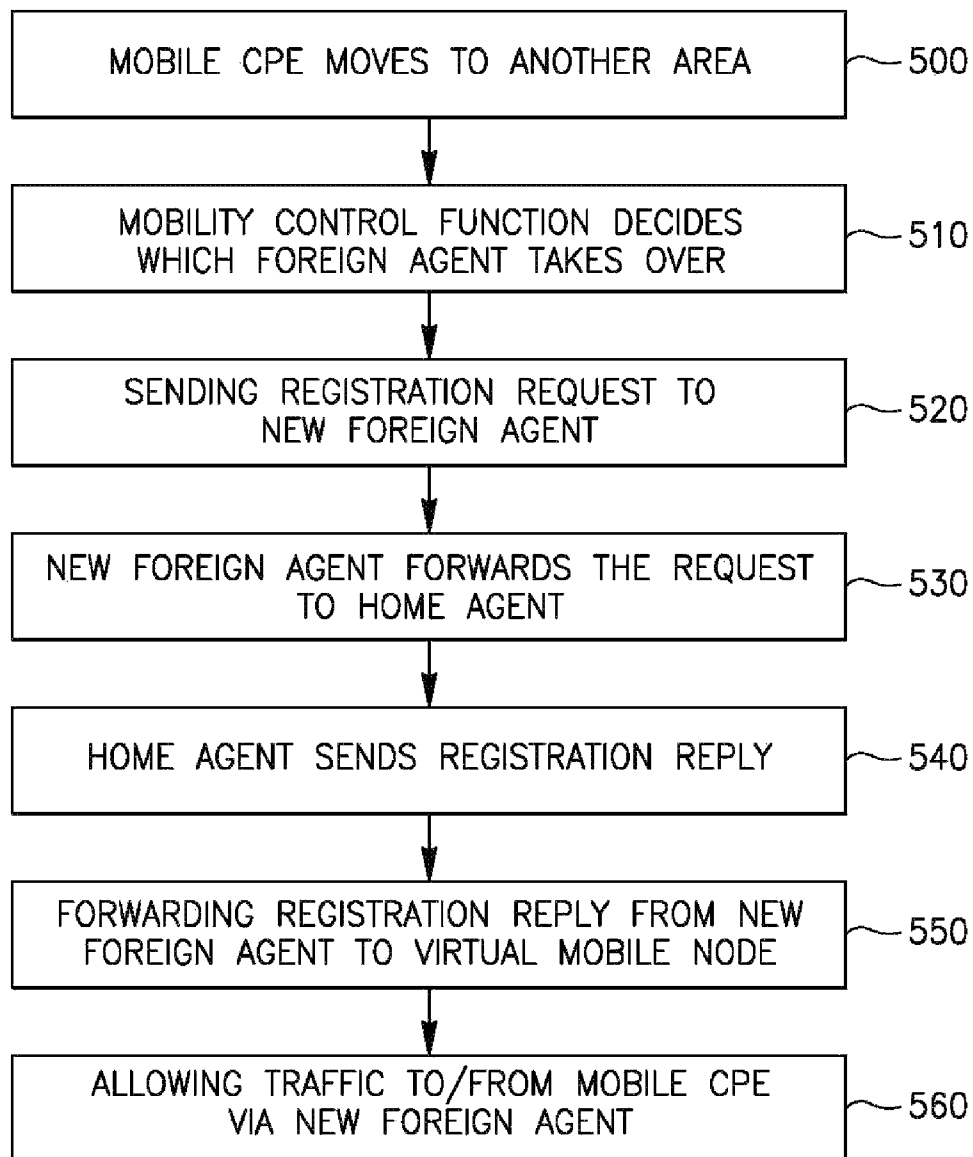 MOBILE CPE MOVES TO ANOTHER AREA
500
MOBILITY CONTROL FUNCTION DECIDES
WHICH FOREIGN AGENT TAKES OVER
510
SENDING REGISTRATION REQUEST TO
NEW FOREIGN AGENT
520
NEW FOREIGN AGENT FORWARDS THE REQUEST
TO HOME AGENT
530
HOME AGENT SENDS REGISTRATION REPLY
540
FORWARDING REGISTRATION REPLY FROM NEW
FOREIGN AGENT TO VIRTUAL MOBILE NODE
550
ALLOWING TRAFFIC TO/FROM MOBILE CPE
VIA NEW FOREIGN AGENT
560